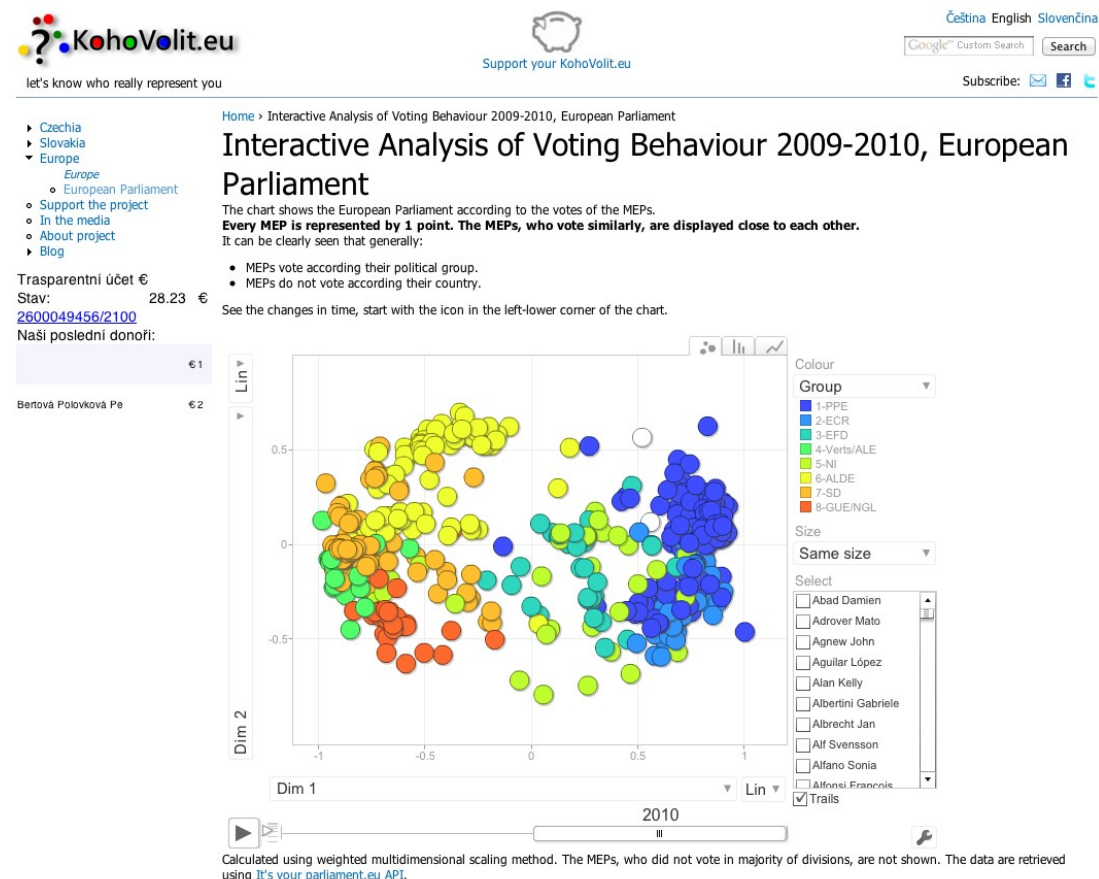 KohoVolit.eu
let's know who really represent you
Support your KohoVolit.eu
Čeština English Slovenčina
Google™ Custom Search Search
Subscribe:
Czechia
Slovakia
Europe
Europe
European Parliament
Support the project
In the media
About project
Blog
Trasparentní účet €
Stav: 28.23 €
2600049456/2100
Naši poslední donoři:
€1
Bertová Polovková Pe €2
Home › Interactive Analysis of Voting Behaviour 2009-2010, European Parliament
Interactive Analysis of Voting Behaviour 2009-2010, European
Parliament
The chart shows the European Parliament according to the votes of the MEPs.
Every MEP is represented by 1 point. The MEPs, who vote similarly, are displayed close to each other.
It can be clearly seen that generally:
MEPs vote according their political group.
MEPs do not vote according their country.
See the changes in time, start with the icon in the left-lower corner of the chart.
Lin
Dim 2
0.5
0
-0.5
-1
-0.5
0
0.5
1
Dim 1
Lin
Colour
Group
1-PPE
2-ECR
3-EFD
4-Verts/ALE
5-NI
6-ALDE
7-SD
8-GUE/NGL
Size
Same size
Select
Abad Damien
Adrover Mato
Agnew John
Aguilar López
Alan Kelly
Albertini Gabriele
Albrecht Jan
Alf Svensson
Alfano Sonia
Alfonsi François
Trails
2010
Calculated using weighted multidimensional scaling method. The MEPs, who did not vote in majority of divisions, are not shown. The data are retrieved
using It's your parliament.eu API.